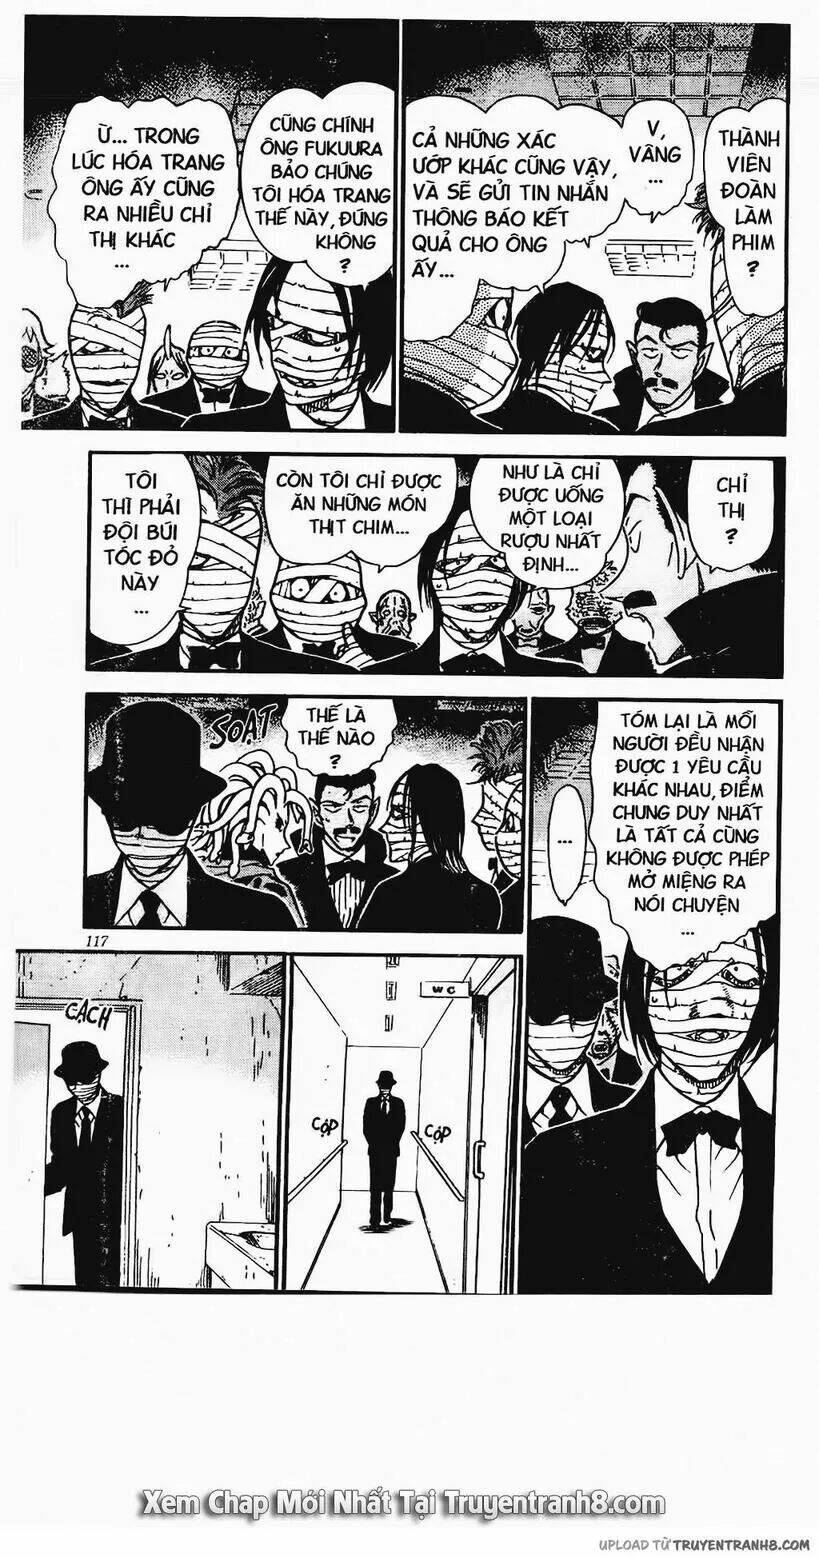 THÀNH
VIÊN
ĐOÀN
LÀM
PHIM
?
V,
VÂNG
...
CẢ NHỮNG XÁC
ƯỚP KHÁC CŨNG VẬY,
VÀ SẼ GỬI TIN NHẮN
THÔNG BÁO KẾT
QUẢ CHO ÔNG
ẤY...
CŨNG CHÍNH
ÔNG FUKUURA
BẢO CHÚNG
TÔI HÓA TRANG
THẾ NÀY, ĐÚNG
KHÔNG
?
Ừ... TRONG
LÚC HÓA TRANG
ÔNG ẤY CŨNG
RA NHIỀU CHỈ
THỊ KHÁC
...
CHỈ
THỊ
?
NHƯ LÀ CHỈ
ĐƯỢC UỐNG
MỘT LOẠI
RƯỢU NHẤT
ĐỊNH...
CÒN TÔI CHỈ ĐƯỢC
ĂN NHỮNG MÓN
THỊT CHIM...
TÔI
THÌ PHẢI
ĐỘI BÚI
TÓC ĐỎ
NÀY
...
TÓM LẠI LÀ MỖI
NGƯỜI ĐỀU NHẬN
ĐƯỢC 1 YÊU CẦU
KHÁC NHAU, ĐIỂM
CHUNG DUY NHẤT
LÀ TẤT CẢ CÙNG
KHÔNG ĐƯỢC PHÉP
MỞ MIỆNG RA
NÓI CHUYỆN
...
...
THẾ LÀ
THẾ NÀO
?
SOẠT
117
WC
CỘP
CỘP
CẠCH
Xem Chap Mới Nhất Tại Truyentranh8.com
UPLOAD TỪ TRUYENTRANH8.COM